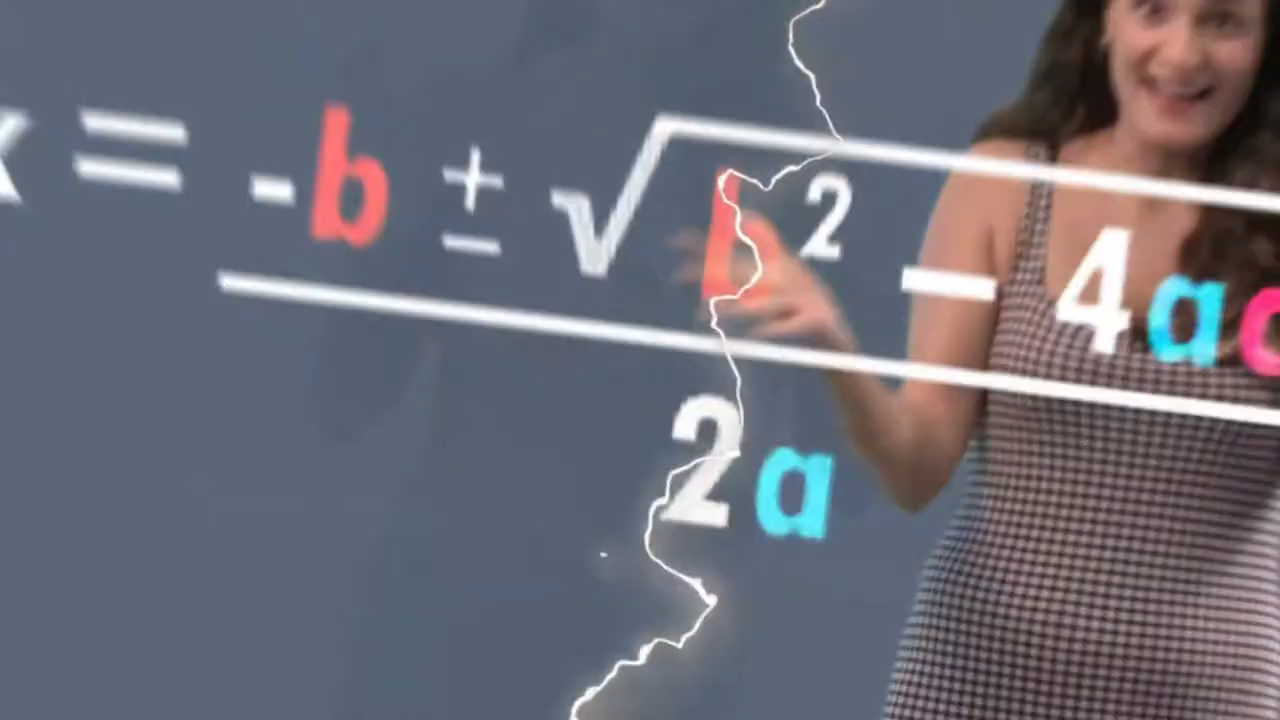 x = -b ± √b² - 4ac
2a